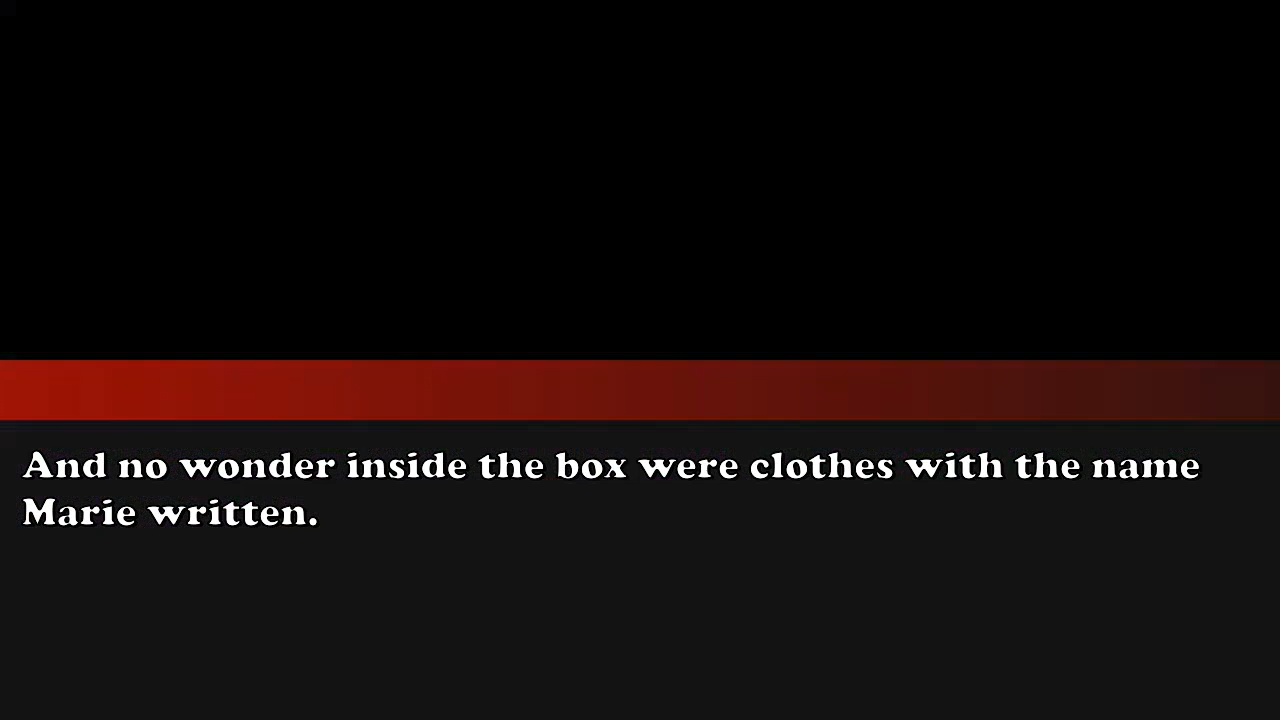 And no wonder inside the box were clothes with the name
Marie written.